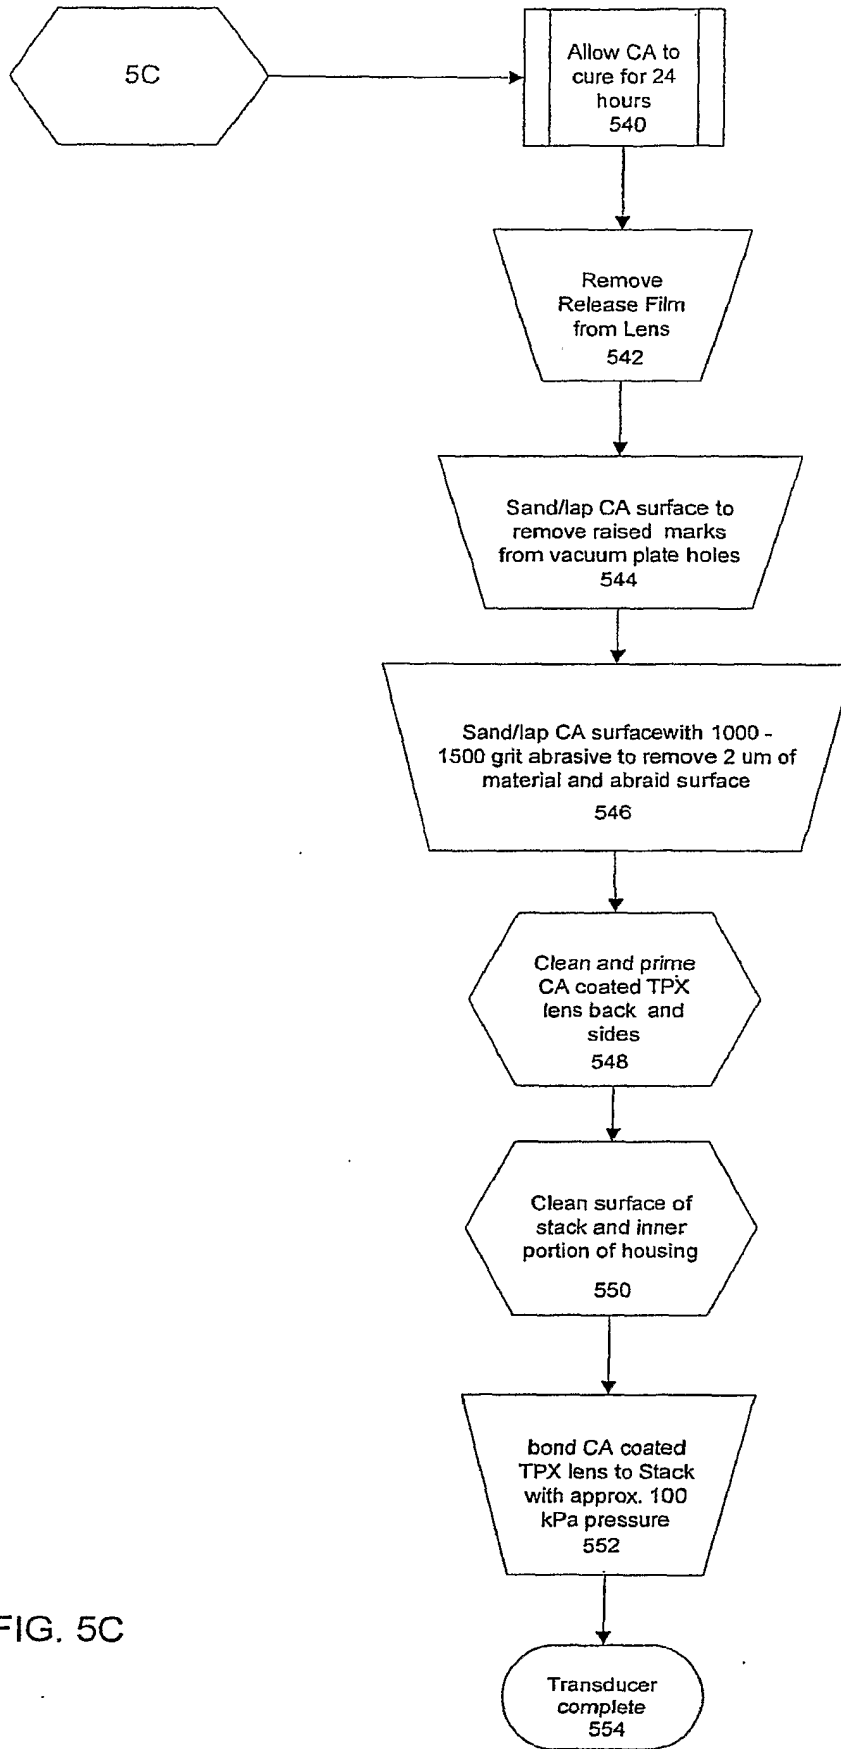 5C
Allow CA to
cure for 24
hours
540
Remove
Release Film
from Lens
542
Sand/lap CA surface to
remove raised marks
from vacuum plate holes
544
Sand/lap CA surfacewith 1000 -
1500 grit abrasive to remove 2 um of
material and abraid surface
546
Clean and prime
CA coated TPX
lens back and
sides
548
Clean surface of
stack and inner
portion of housing
550
bond CA coated
TPX lens to Stack
with approx. 100
kPa pressure
552
FIG. 5C
Transducer
complete
554